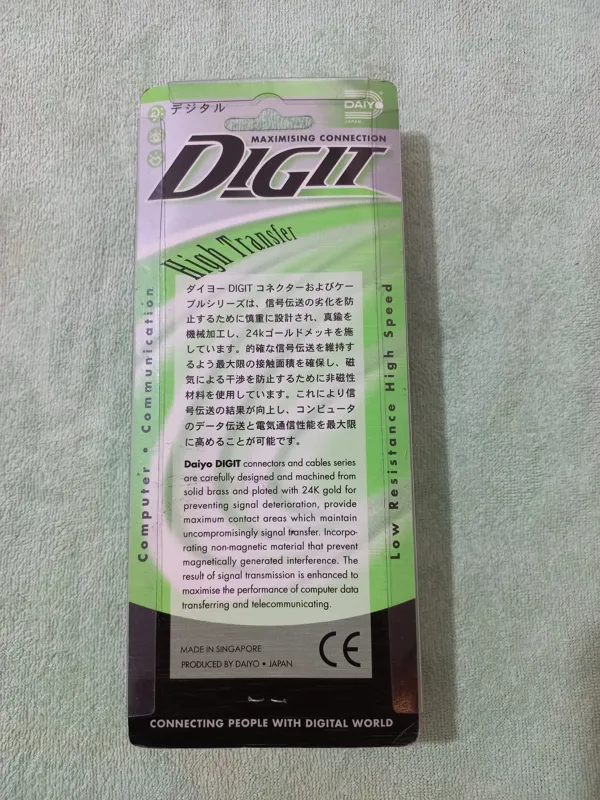 デジタル
DAIYO
JAPAN
MAXIMISING CONNECTION
DIGIT
High Transfer
Computer • Communication
Low Resistance High Speed
ダイヨー DIGIT コネクターおよびケー
ブルシリーズは、信号伝送の劣化を防
止するために慎重に設計され、真鍮を
機械加工し、24kゴールドメッキを施
しています。的確な信号伝送を維持す
るよう最大限の接触面積を確保し、磁
気による干渉を防止するために非磁性
材料を使用しています。これにより信
号伝送の結果が向上し、コンピュータ
のデータ伝送と電気通信性能を最大限
に高めることが可能です。
Daiyo DIGIT connectors and cables series
are carefully designed and machined from
solid brass and plated with 24K gold for
preventing signal deterioration, provide
maximum contact areas which maintain
uncompromisingly signal transfer. Incorpo-
rating non-magnetic material that prevent
magnetically generated interference. The
result of signal transmission is enhanced to
maximise the performance of computer data
transferring and telecommunicating.
MADE IN SINGAPORE
PRODUCED BY DAIYO • JAPAN
CE
CONNECTING PEOPLE WITH DIGITAL WORLD